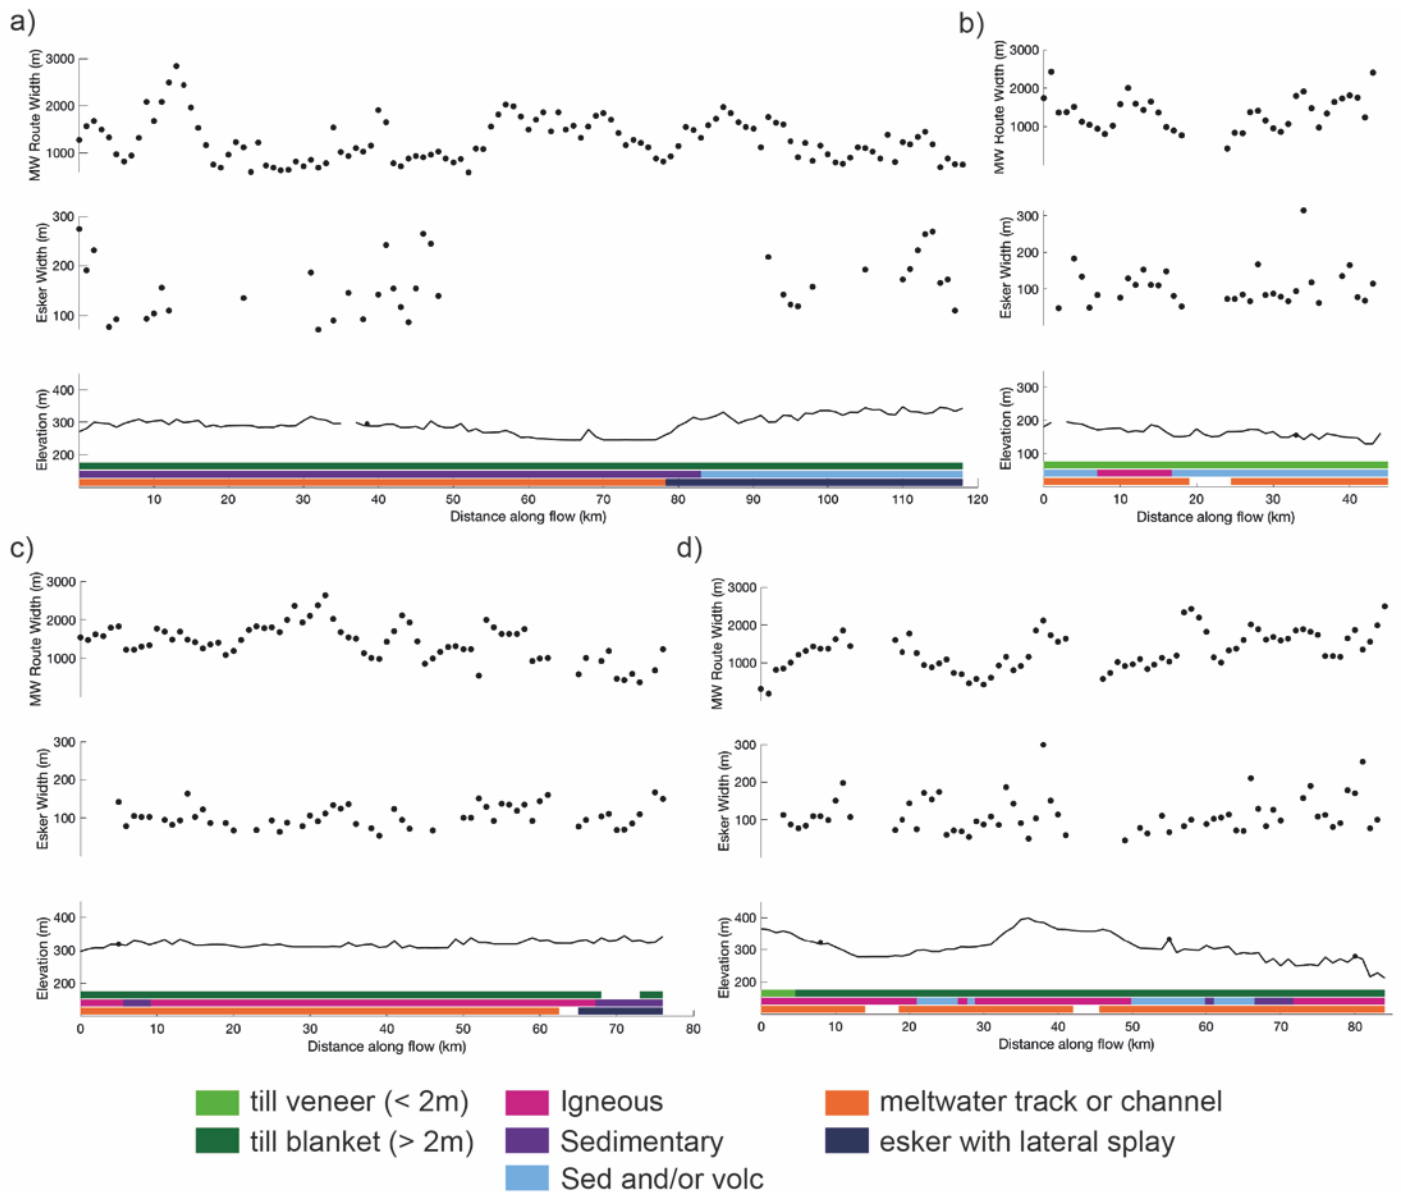 a)
MW Route Width (m)
3000
2000
1000
Esker Width (m)
300
200
100
Elevation (m)
400
300
200
10 20 30 40 50 60 70 80 90 100 110 120
Distance along flow (km)
b)
MW Route Width (m)
3000
2000
1000
Esker Width (m)
300
200
100
Elevation (m)
300
200
100
0 10 20 30 40
Distance along flow (km)
c)
MW Route Width (m)
3000
2000
1000
Esker Width (m)
300
200
100
Elevation (m)
400
300
200
0 10 20 30 40 50 60 70 80
Distance along flow (km)
d)
MW Route Width (m)
3000
2000
1000
Esker Width (m)
300
200
100
Elevation (m)
400
300
200
0 10 20 30 40 50 60 70 80
Distance along flow (km)
till veneer (< 2m)
till blanket (> 2m)
Igneous
Sedimentary
Sed and/or volc
meltwater track or channel
esker with lateral splay